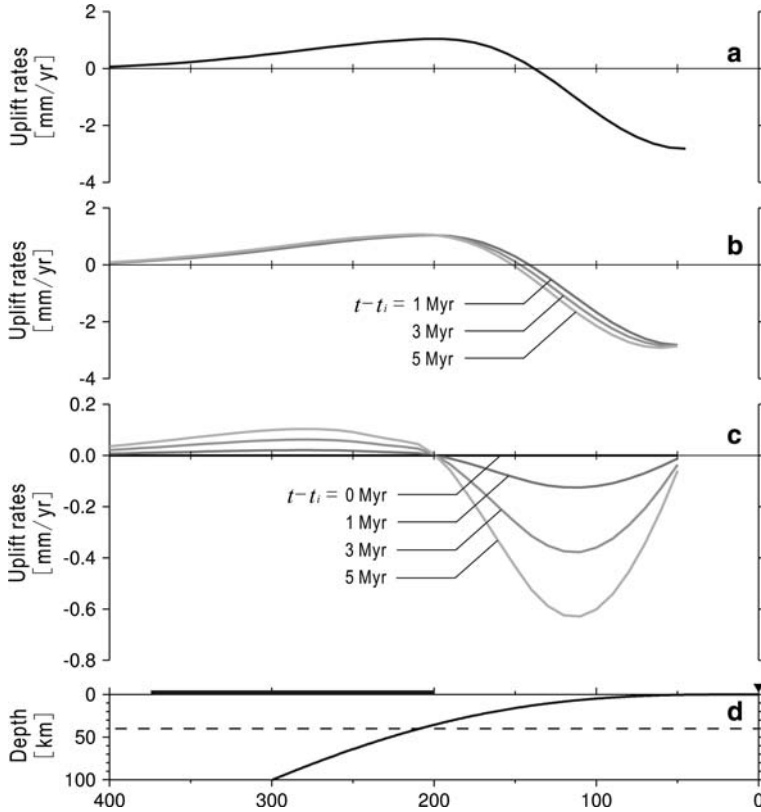 2
0
-2
-4
Uplift rates
[mm/yr]
a
2
0
-2
-4
Uplift rates
[mm/yr]
b
t−tᵢ = 1 Myr
3 Myr
5 Myr
0.2
0.0
-0.2
-0.4
-0.6
-0.8
Uplift rates
[mm/yr]
c
t−tᵢ = 0 Myr
1 Myr
3 Myr
5 Myr
0
50
100
Depth
[km]
d
400 300 200 100 0